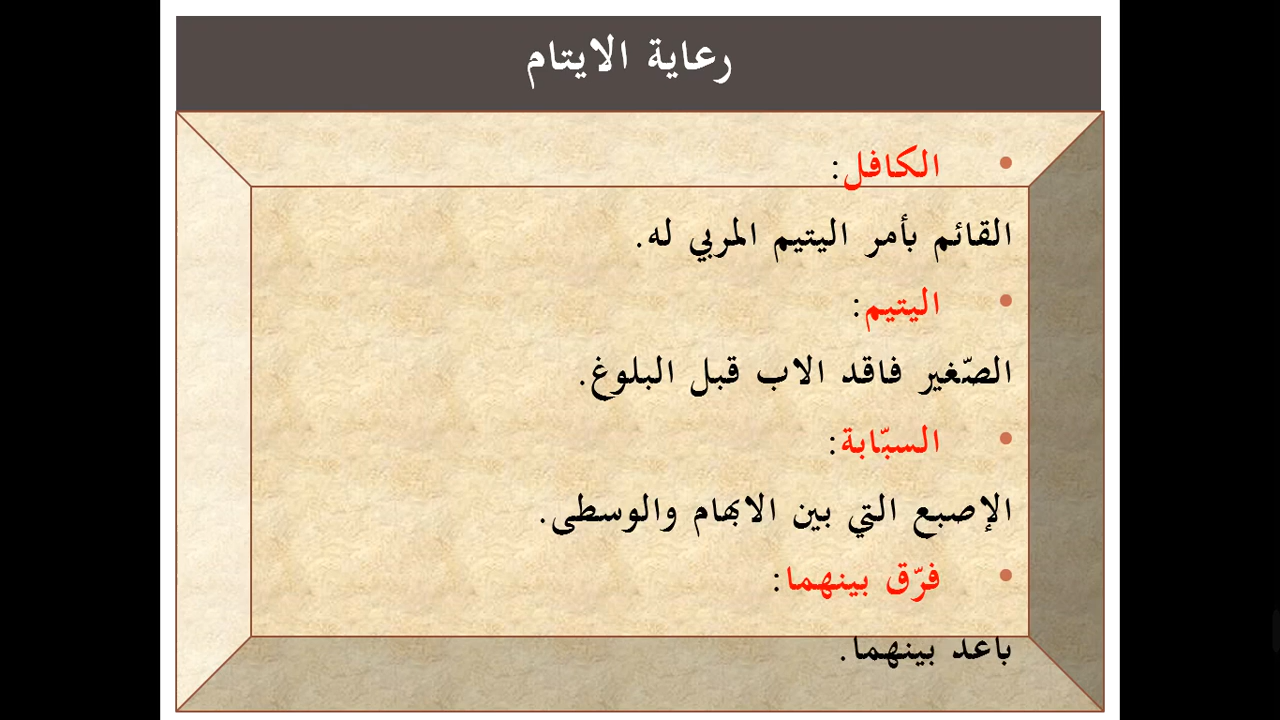 رعاية الايتام
• الكافل:
القائم بأمر اليتيم المربي له.
• اليتيم:
الصّغير فاقد الاب قبل البلوغ.
• السبّابة:
الإصبع التي بين الابهام والوسطى.
• فرّق بينهما:
باعد بينهما.